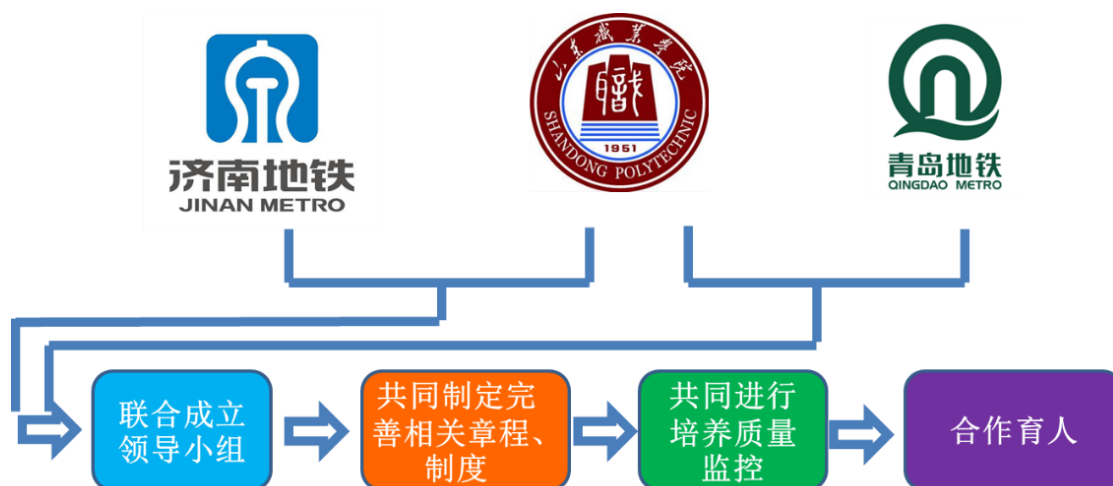 济南地铁
JINAN METRO
山东职业学院
職
1951
SHANDONG POLYTECHNIC
青岛地铁
QINGDAO METRO
联合成立
领导小组
共同制定完
善相关章程、
制度
共同进行
培养质量
监控
合作育人